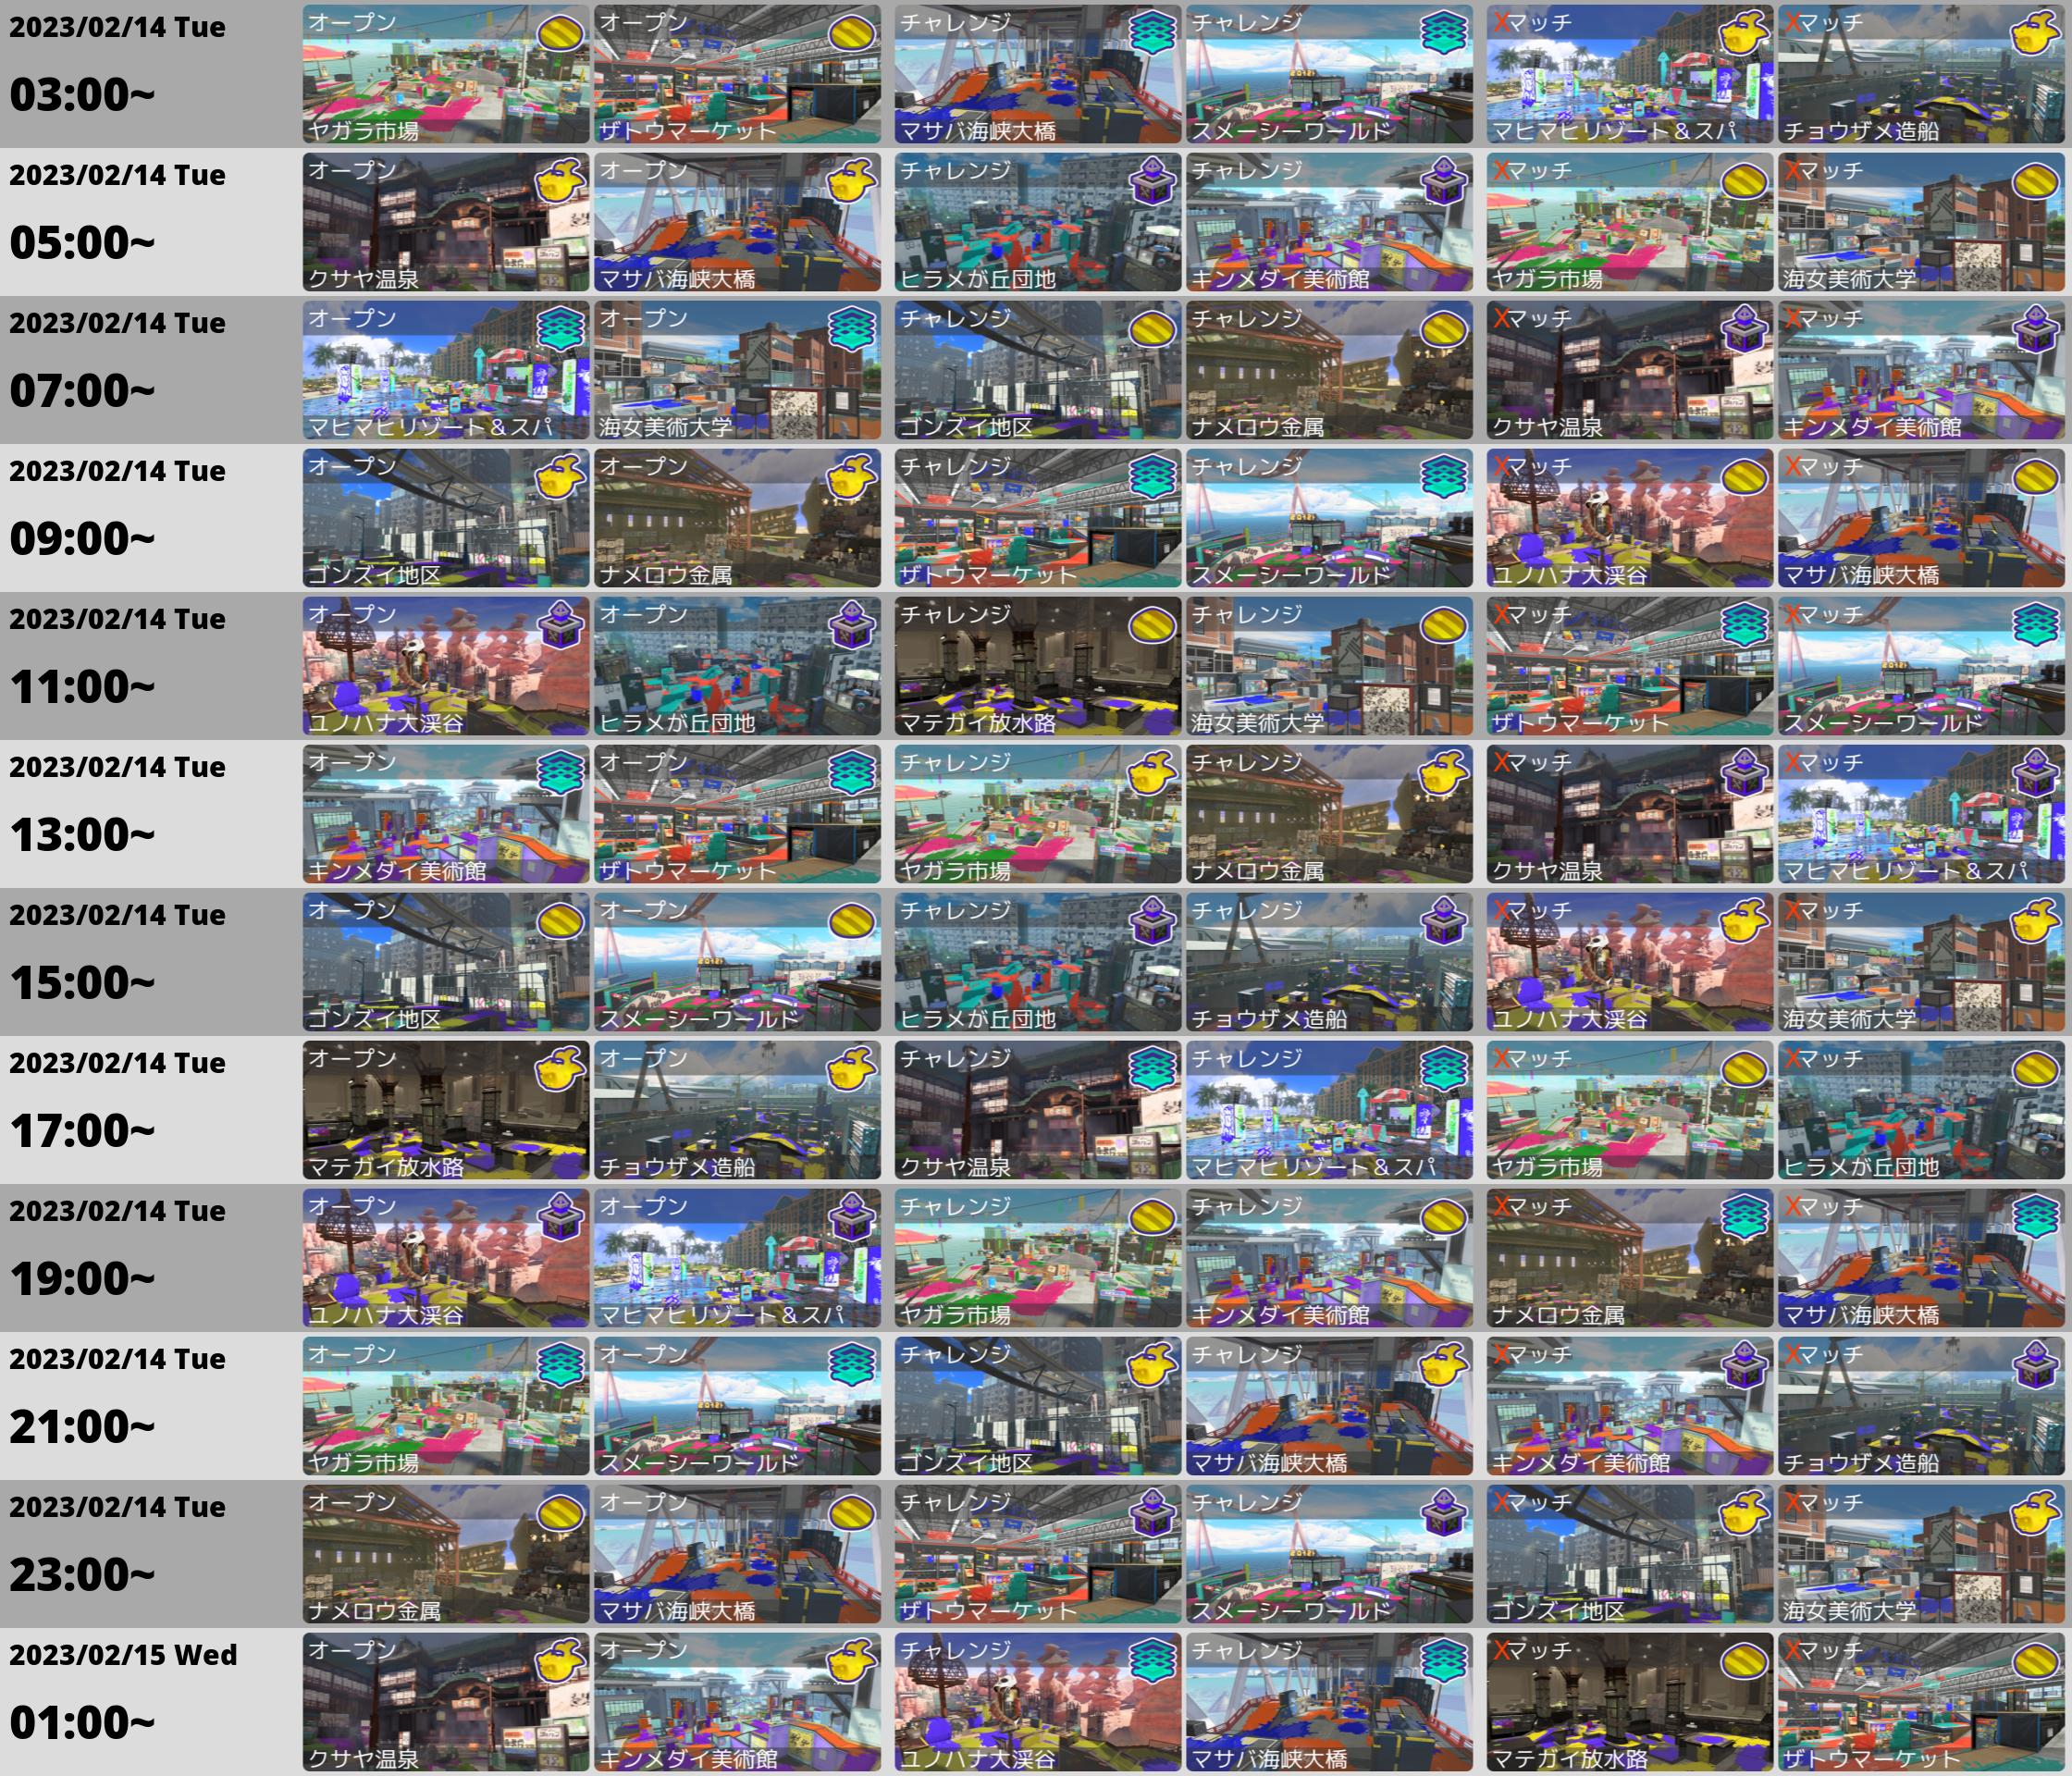 2023/02/14 Tue
03:00~
オープン オープン チャレンジ チャレンジ Xマッチ Xマッチ
ヤガラ市場 ザトウマーケット マサバ海峡大橋 スメーシーワールド マヒマヒリゾート＆スパ チョウザメ造船
2023/02/14 Tue
05:00~
オープン オープン チャレンジ チャレンジ Xマッチ Xマッチ
クサヤ温泉 マサバ海峡大橋 ヒラメが丘団地 キンメダイ美術館 ヤガラ市場 海女美術大学
2023/02/14 Tue
07:00~
オープン オープン チャレンジ チャレンジ Xマッチ Xマッチ
マヒマヒリゾート＆スパ 海女美術大学 ゴンズイ地区 ナメロウ金属 クサヤ温泉 キンメダイ美術館
2023/02/14 Tue
09:00~
オープン オープン チャレンジ チャレンジ Xマッチ Xマッチ
ゴンズイ地区 ナメロウ金属 ザトウマーケット スメーシーワールド ユノハナ大渓谷 マサバ海峡大橋
2023/02/14 Tue
11:00~
オープン オープン チャレンジ チャレンジ Xマッチ Xマッチ
ユノハナ大渓谷 ヒラメが丘団地 マテガイ放水路 海女美術大学 ザトウマーケット スメーシーワールド
2023/02/14 Tue
13:00~
オープン オープン チャレンジ チャレンジ Xマッチ Xマッチ
キンメダイ美術館 ザトウマーケット ヤガラ市場 ナメロウ金属 クサヤ温泉 マヒマヒリゾート＆スパ
2023/02/14 Tue
15:00~
オープン オープン チャレンジ チャレンジ Xマッチ Xマッチ
ゴンズイ地区 スメーシーワールド ヒラメが丘団地 チョウザメ造船 ユノハナ大渓谷 海女美術大学
2023/02/14 Tue
17:00~
オープン オープン チャレンジ チャレンジ Xマッチ Xマッチ
マテガイ放水路 チョウザメ造船 クサヤ温泉 マヒマヒリゾート＆スパ ヤガラ市場 ヒラメが丘団地
2023/02/14 Tue
19:00~
オープン オープン チャレンジ チャレンジ Xマッチ Xマッチ
ユノハナ大渓谷 マヒマヒリゾート＆スパ ヤガラ市場 キンメダイ美術館 ナメロウ金属 マサバ海峡大橋
2023/02/14 Tue
21:00~
オープン オープン チャレンジ チャレンジ Xマッチ Xマッチ
ヤガラ市場 スメーシーワールド ゴンズイ地区 マサバ海峡大橋 キンメダイ美術館 チョウザメ造船
2023/02/14 Tue
23:00~
オープン オープン チャレンジ チャレンジ Xマッチ Xマッチ
ナメロウ金属 マサバ海峡大橋 ザトウマーケット スメーシーワールド ゴンズイ地区 海女美術大学
2023/02/15 Wed
01:00~
オープン オープン チャレンジ チャレンジ Xマッチ Xマッチ
クサヤ温泉 キンメダイ美術館 ユノハナ大渓谷 マサバ海峡大橋 マテガイ放水路 ザトウマーケット